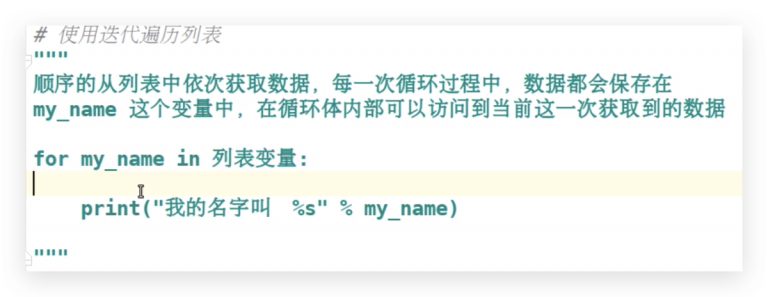 # 使用迭代遍历列表
"""
顺序的从列表中依次获取数据，每一次循环过程中，数据都会保存在
my_name 这个变量中，在循环体内部可以访问到当前这一次获取到的数据
for my_name in 列表变量:
print("我的名字叫 %s" % my_name)
"""